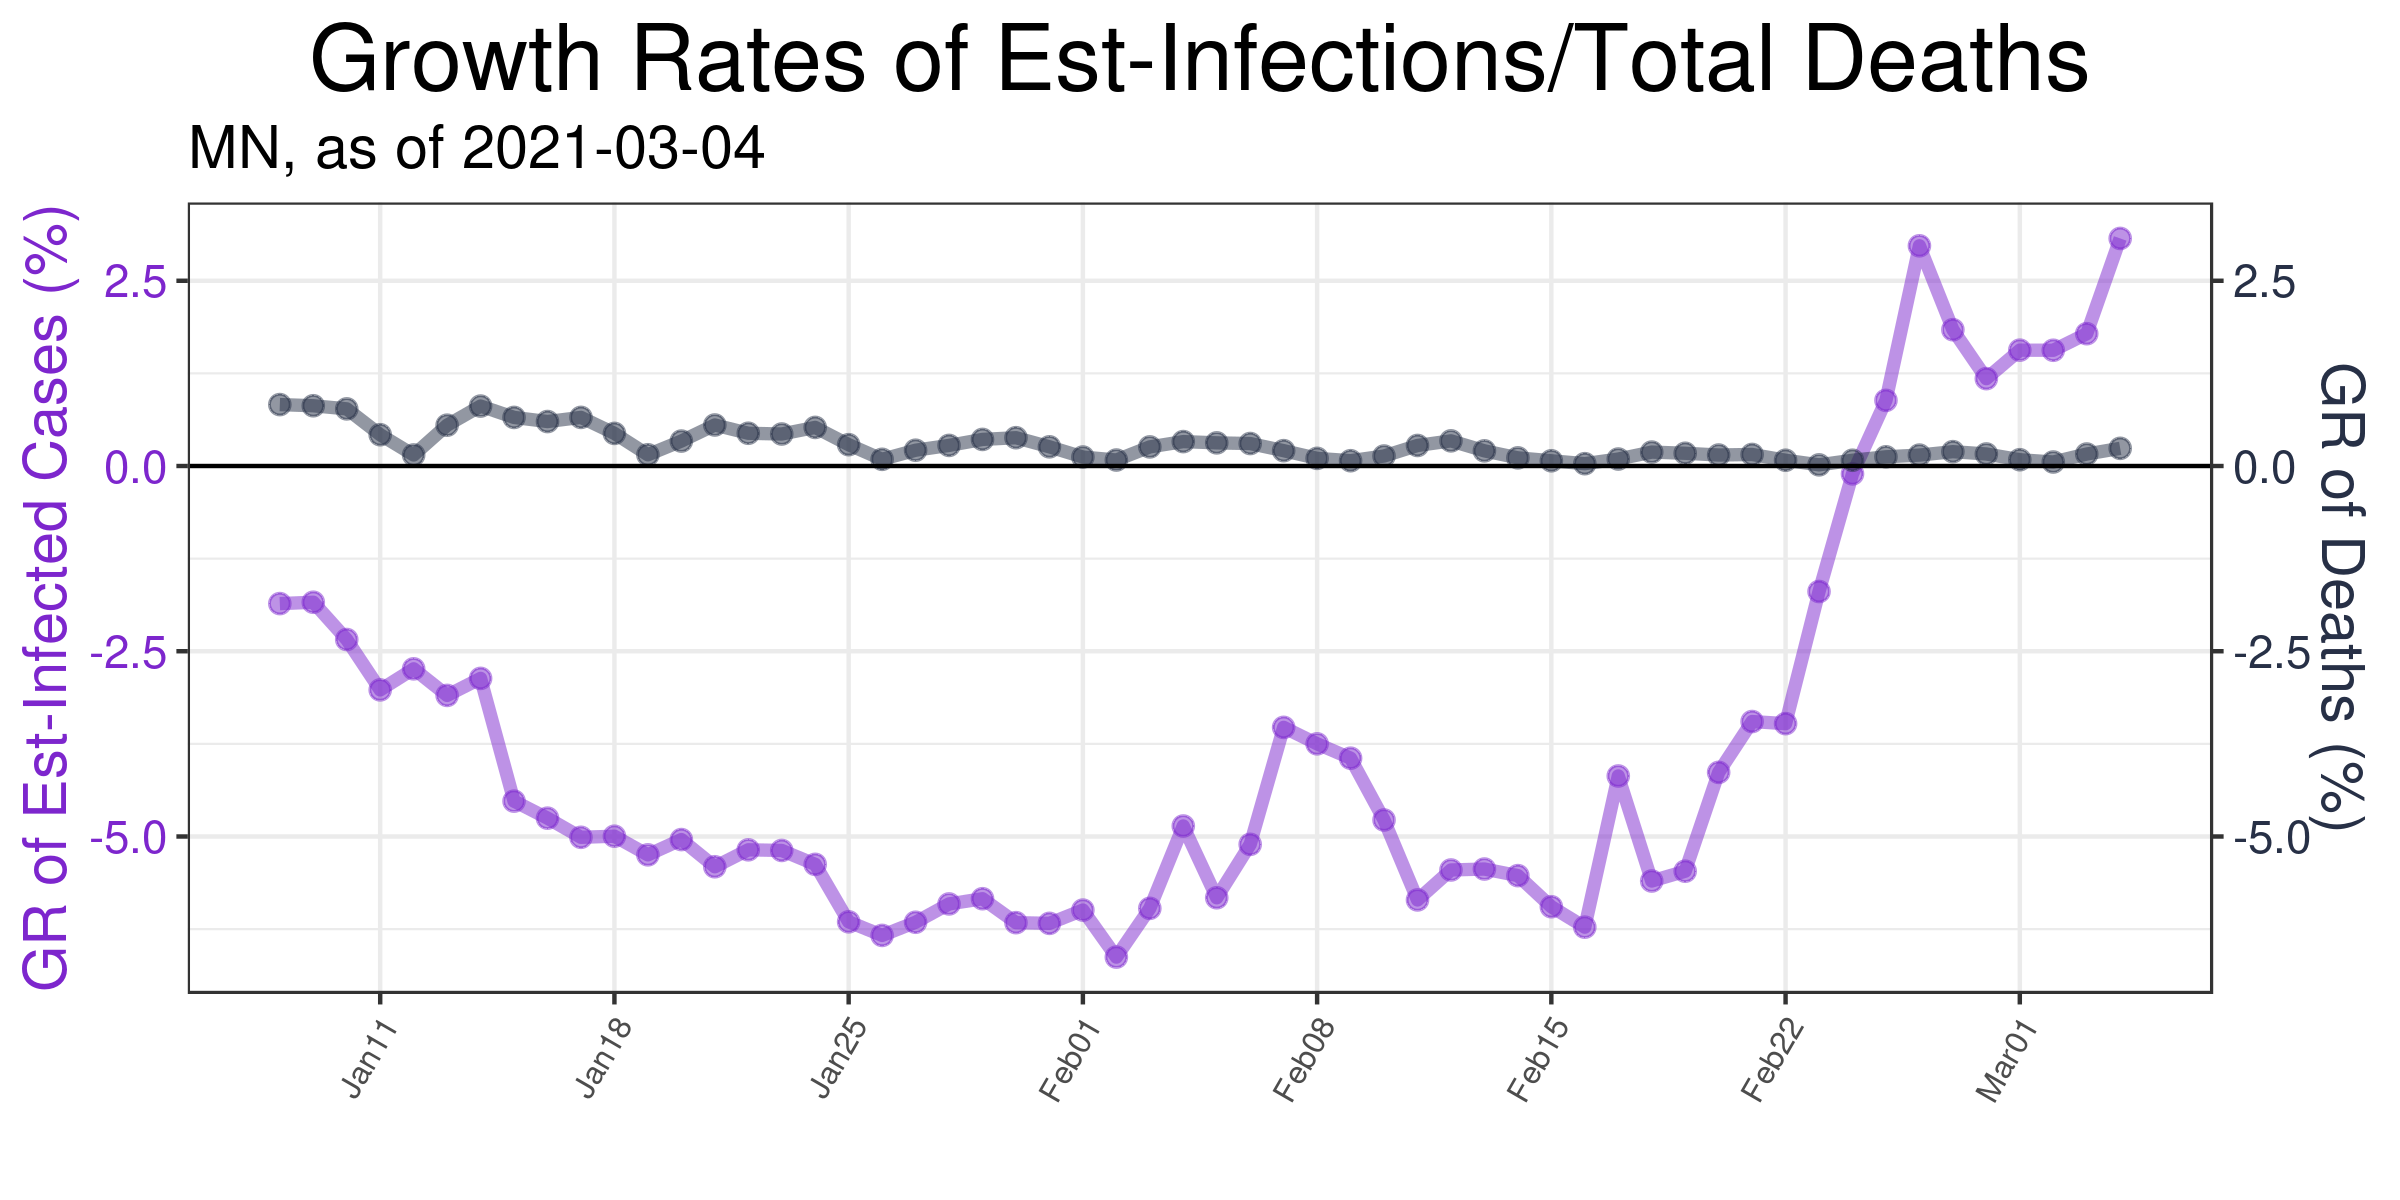 Growth Rates of Est-Infections/Total Deaths
MN, as of 2021-03-04
GR of Est-Infected Cases (%)
2.5
0.0
-2.5
-5.0
2.5
0.0
-2.5
-5.0
GR of Deaths (%)
Jan11
Jan18
Jan25
Feb01
Feb08
Feb15
Feb22
Mar01